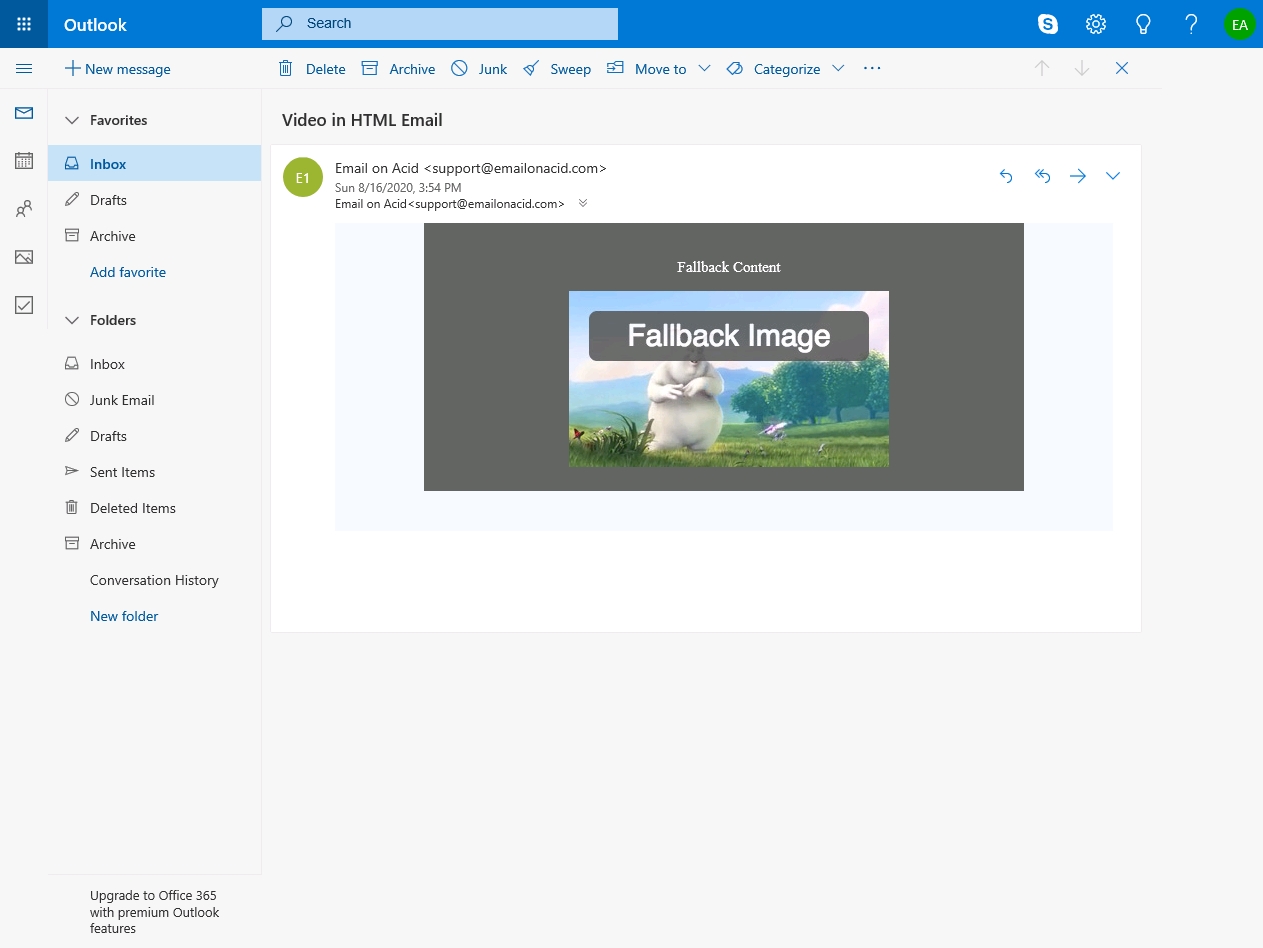 Outlook
Search
EA
New message
Delete
Archive
Junk
Sweep
Move to
Categorize
Favorites
Inbox
Drafts
Archive
Add favorite
Folders
Inbox
Junk Email
Drafts
Sent Items
Deleted Items
Archive
Conversation History
New folder
Upgrade to Office 365
with premium Outlook
features
Video in HTML Email
E1
Email on Acid <support@emailonacid.com>
Sun 8/16/2020, 3:54 PM
Email on Acid<support@emailonacid.com>
Fallback Content
Fallback Image